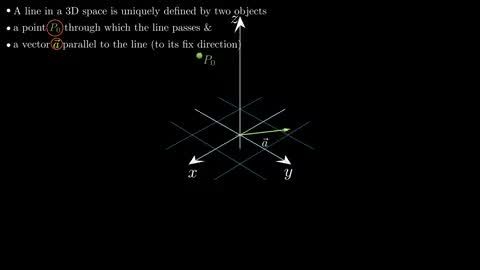 • A line in a 3D space is uniquely defined by two objects
• a point P₀ through which the line passes &
• a vector a⃗ parallel to the line (to its fix direction)
z
P₀
a⃗
x
y